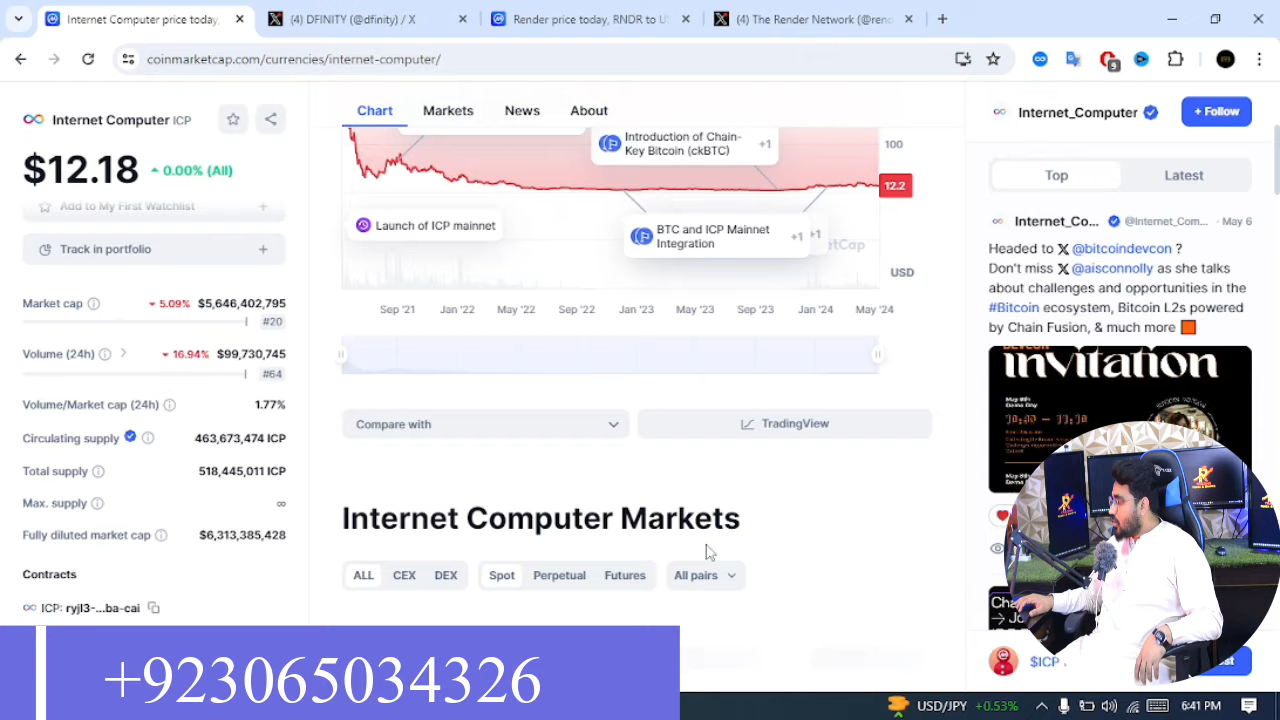 Internet Computer price today,
(4) DFINITY (@dfinity) / X
Render price today, RNDR to U
(4) The Render Network (@ren
coinmarketcap.com/currencies/internet-computer/
9
Internet Computer ICP
$12.18
0.00% (All)
Add to My First Watchlist
Track in portfolio
Market cap 5.09% $5,646,402,795
#20
Volume (24h) 16.94% $99,730,745
#64
Volume/Market cap (24h) 1.77%
Circulating supply 463,673,474 ICP
Total supply 518,445,011 ICP
Max. supply ∞
Fully diluted market cap $6,313,385,428
Contracts
ICP: ryjl3-...ba-cai
Chart Markets News About
Introduction of Chain-
Key Bitcoin (ckBTC)
+1
100
12.2
Launch of ICP mainnet
BTC and ICP Mainnet
Integration
+1
+1
etCap
USD
Sep '21 Jan '22 May '22 Sep '22 Jan '23 May '23 Sep '23 Jan '24 May '24
Compare with
TradingView
Internet Computer Markets
ALL CEX DEX Spot Perpetual Futures All pairs
Internet_Computer
+ Follow
Top Latest
Internet_Co... @Internet_Com... · May 6
Headed to X @bitcoindevcon ?
Don't miss X @aisconnolly as she talks
about challenges and opportunities in the
#Bitcoin ecosystem, Bitcoin L2s powered
by Chain Fusion, & much more
invitation
$ICP
+923065034326
USD/JPY +0.53%
6:41 PM